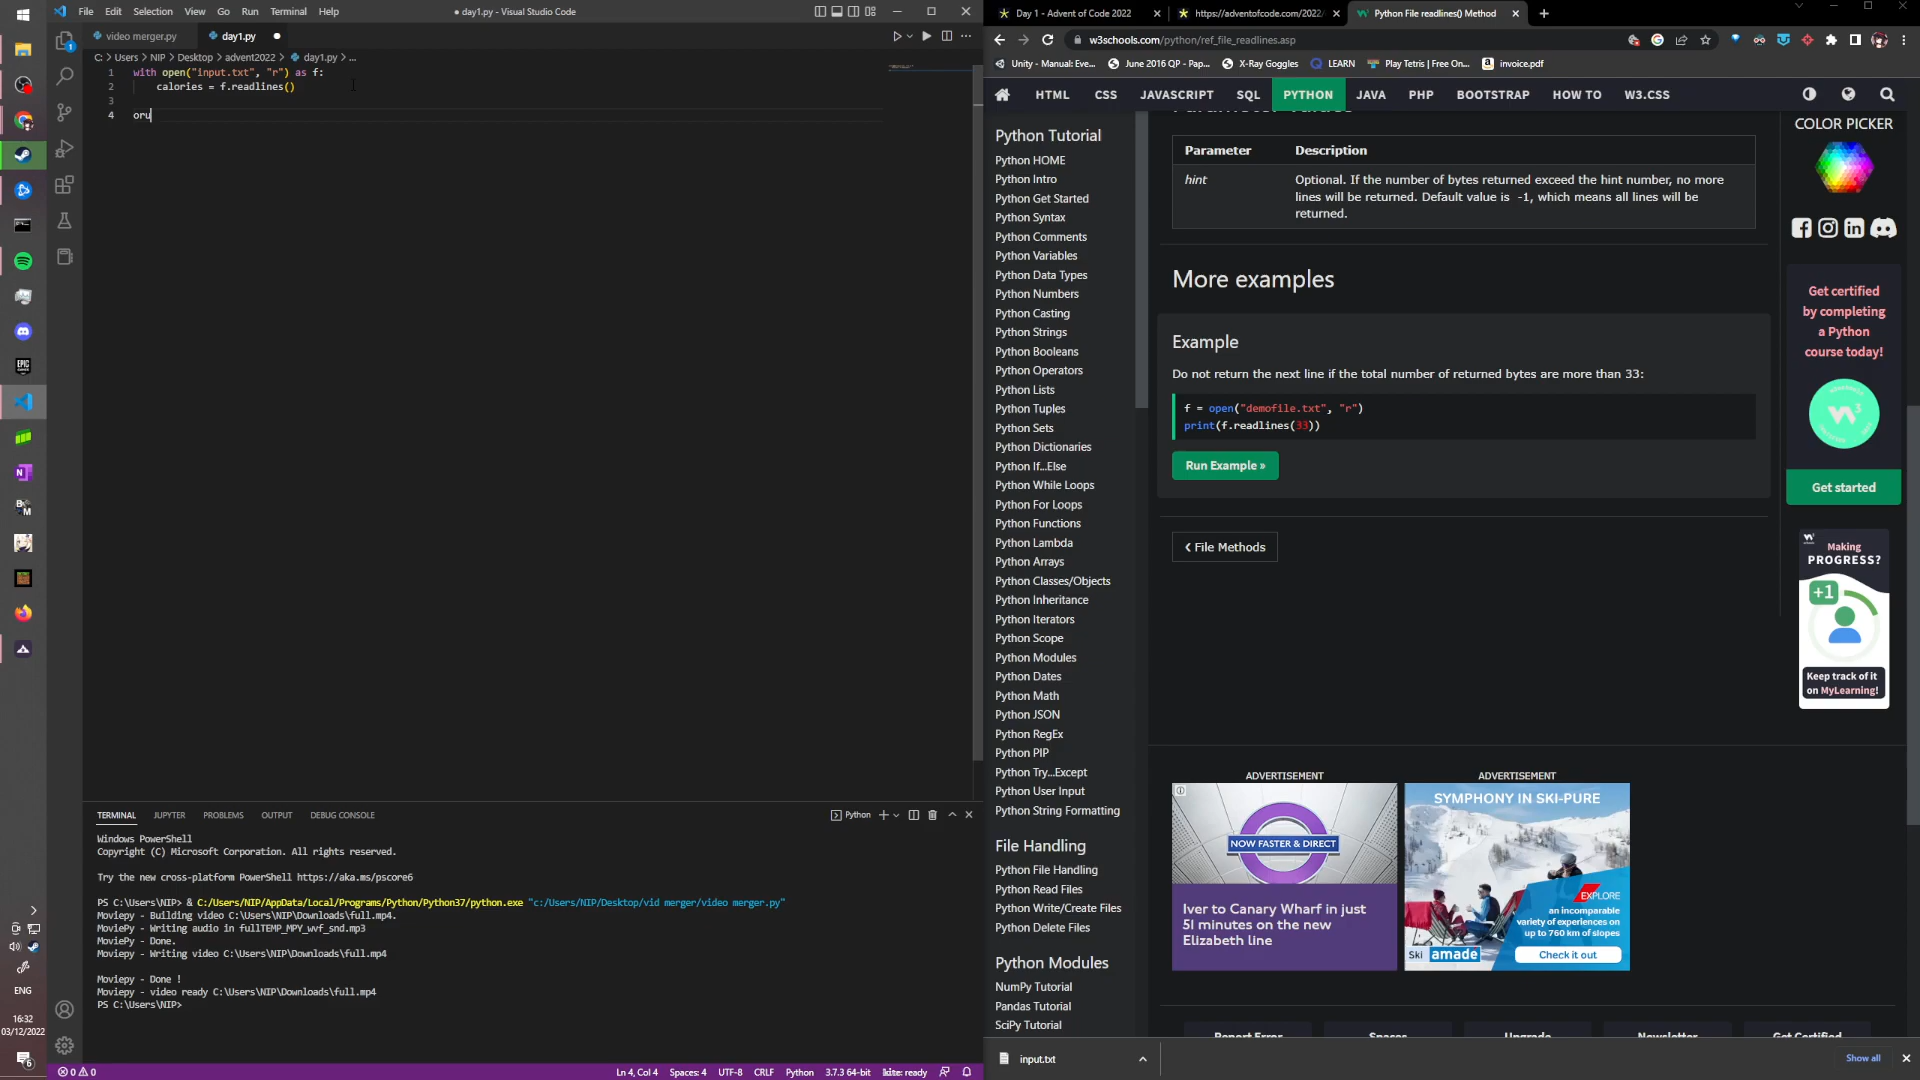 File Edit Selection View Go Run Terminal Help
● day1.py - Visual Studio Code
video merger.py
day1.py ●
C: > Users > NIP > Desktop > advent2022 > day1.py > ...
1 with open("input.txt", "r") as f:
2 calories = f.readlines()
3
4 oru
TERMINAL JUPYTER PROBLEMS OUTPUT DEBUG CONSOLE
Python
Windows PowerShell
Copyright (C) Microsoft Corporation. All rights reserved.
Try the new cross-platform PowerShell https://aka.ms/pscore6
PS C:\Users\NIP> & C:/Users/NIP/AppData/Local/Programs/Python/Python37/python.exe "c:/Users/NIP/Desktop/vid merger/video merger.py"
Moviepy - Building video C:\Users\NIP\Downloads\full.mp4.
MoviePy - Writing audio in fullTEMP_MPY_wvf_snd.mp3
MoviePy - Done.
Moviepy - Writing video C:\Users\NIP\Downloads\full.mp4
Moviepy - Done !
Moviepy - video ready C:\Users\NIP\Downloads\full.mp4
PS C:\Users\NIP>
0 0
Ln 4, Col 4 Spaces: 4 UTF-8 CRLF Python 3.7.3 64-bit kite: ready
ENG
16:32
03/12/2022
6
Day 1 - Advent of Code 2022
https://adventofcode.com/2022/
Python File readlines() Method
w3schools.com/python/ref_file_readlines.asp
Unity - Manual: Eve... June 2016 QP - Pap... X-Ray Goggles LEARN Play Tetris | Free On... invoice.pdf
HTML CSS JAVASCRIPT SQL PYTHON JAVA PHP BOOTSTRAP HOW TO W3.CSS
Python Tutorial
Python HOME
Python Intro
Python Get Started
Python Syntax
Python Comments
Python Variables
Python Data Types
Python Numbers
Python Casting
Python Strings
Python Booleans
Python Operators
Python Lists
Python Tuples
Python Sets
Python Dictionaries
Python If...Else
Python While Loops
Python For Loops
Python Functions
Python Lambda
Python Arrays
Python Classes/Objects
Python Inheritance
Python Iterators
Python Scope
Python Modules
Python Dates
Python Math
Python JSON
Python RegEx
Python PIP
Python Try...Except
Python User Input
Python String Formatting
File Handling
Python File Handling
Python Read Files
Python Write/Create Files
Python Delete Files
Python Modules
NumPy Tutorial
Pandas Tutorial
SciPy Tutorial
Parameter Description
hint Optional. If the number of bytes returned exceed the hint number, no more
lines will be returned. Default value is -1, which means all lines will be
returned.
More examples
Example
Do not return the next line if the total number of returned bytes are more than 33:
f = open("demofile.txt", "r")
print(f.readlines(33))
Run Example »
❮ File Methods
ADVERTISEMENT
NOW FASTER & DIRECT
Iver to Canary Wharf in just
51 minutes on the new
Elizabeth line
ADVERTISEMENT
SYMPHONY IN SKI-PURE
EXPLORE
an incomparable
variety of experiences on
up to 760 km of slopes
Ski amade
Check it out
COLOR PICKER
Get certified
by completing
a Python
course today!
Get started
Making
PROGRESS?
+1
Keep track of it
on MyLearning!
Report Error Spaces Upgrade Newsletter Get Certified
input.txt
Show all